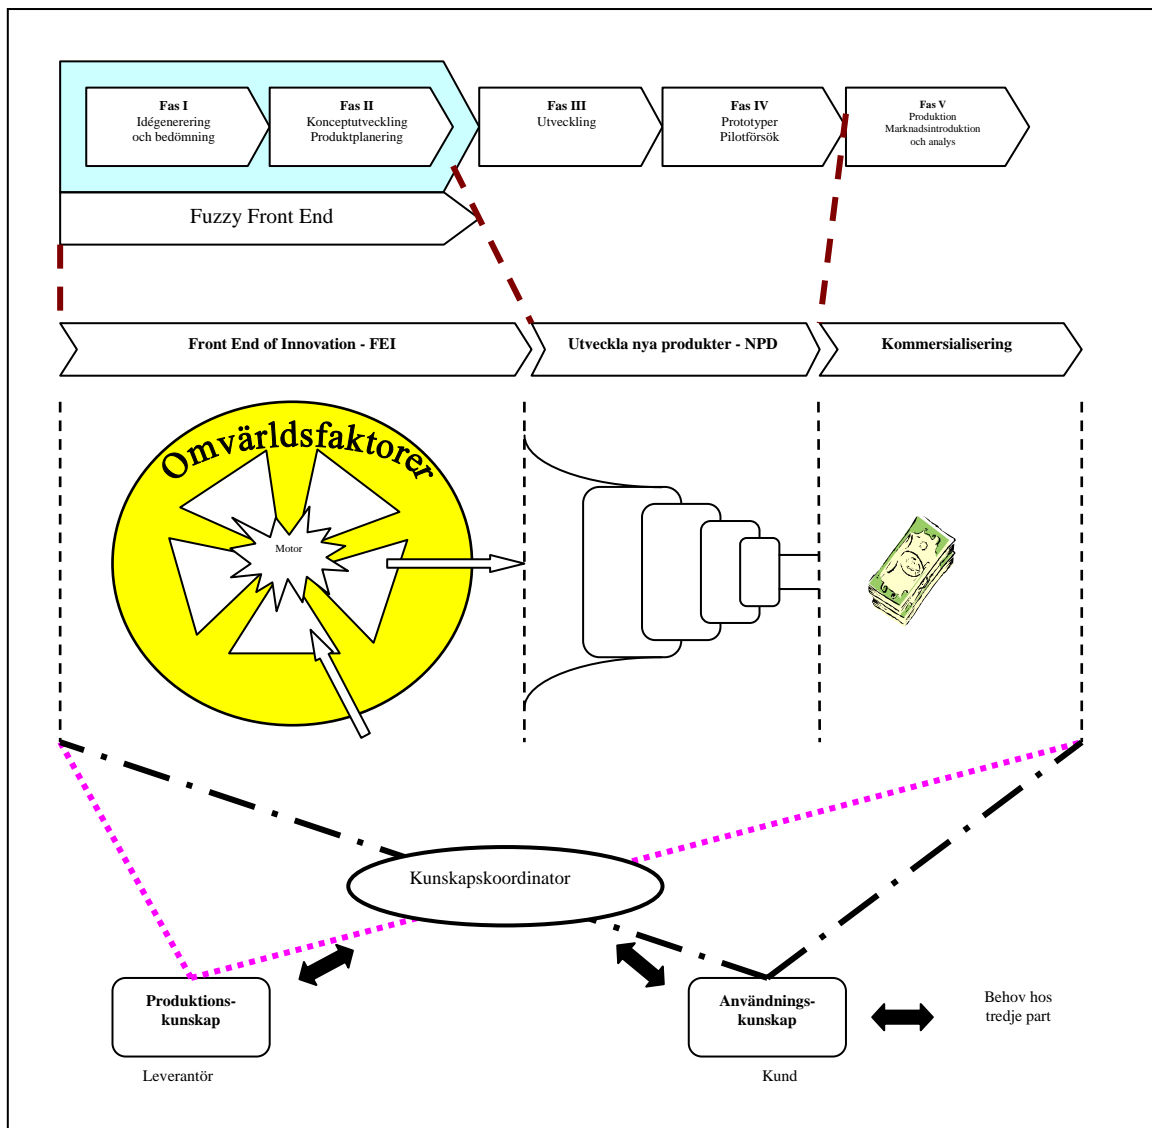 Fas I
Idégenerering
och bedömning
Fas II
Konceptutveckling
Produktplanering
Fas III
Utveckling
Fas IV
Prototyper
Pilotförsök
Fas V
Produktion
Marknadsintroduktion
och analys
Fuzzy Front End
Front End of Innovation - FEI
Utveckla nya produkter - NPD
Kommersialisering
Omvärldsfaktorer
Motor
Kunskapskoordinator
Produktions-
kunskap
Användnings-
kunskap
Behov hos
tredje part
Leverantör
Kund